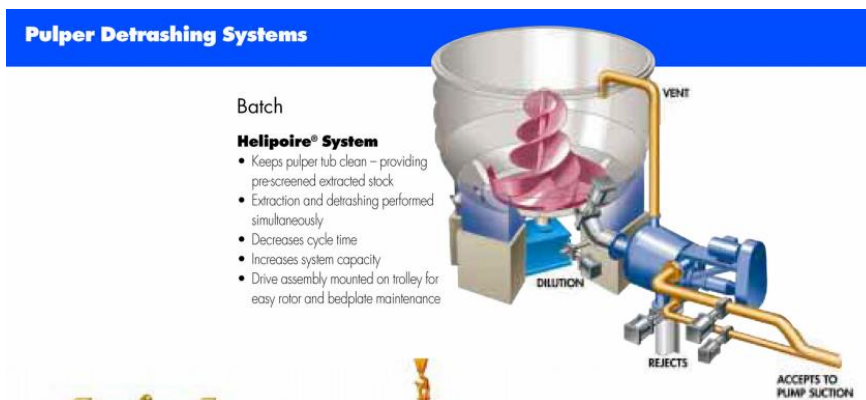 Pulper Detrashing Systems
Batch
Helipoire® System
• Keeps pulper tub clean – providing
pre-screened extracted stock
• Extraction and detrashing performed
simultaneously
• Decreases cycle time
• Increases system capacity
• Drive assembly mounted on trolley for
easy rotor and bedplate maintenance
VENT
DILUTION
REJECTS
ACCEPTS TO
PUMP SUCTION